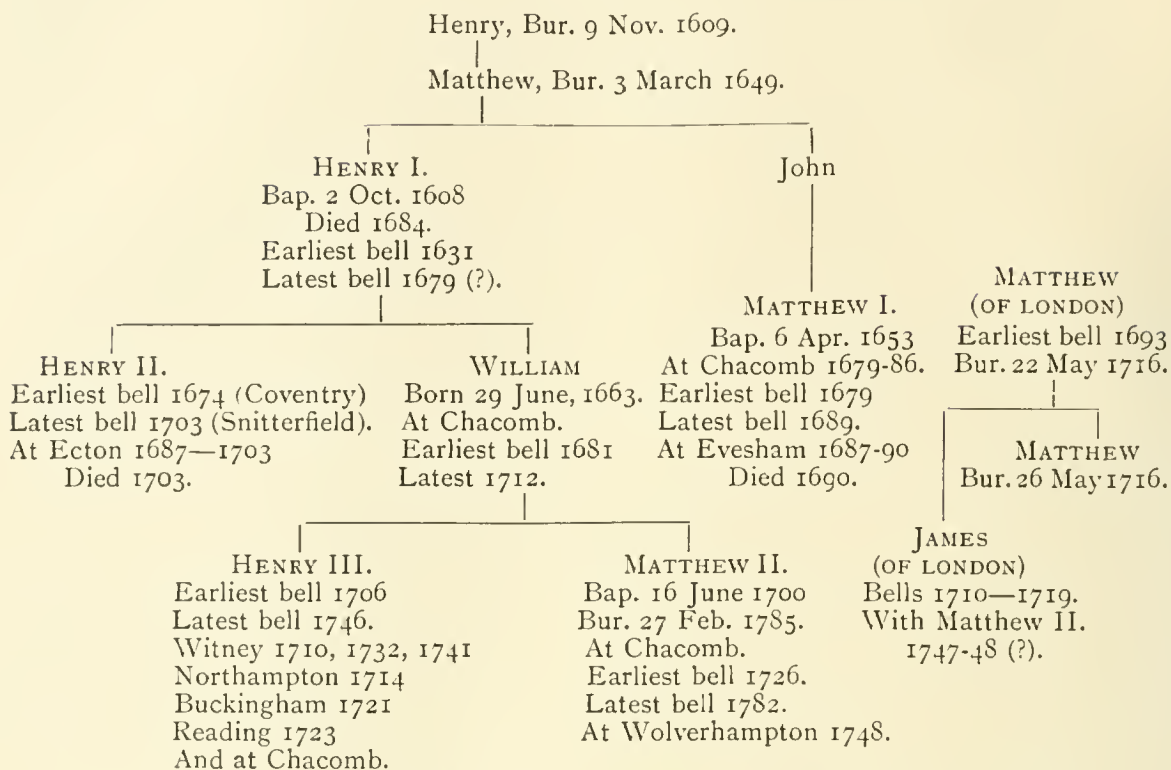 Henry, Bur. 9 Nov. 1609.
Matthew, Bur. 3 March 1649.
HENRY I.
Bap. 2 Oct. 1608
Died 1684.
Earliest bell 1631
Latest bell 1679 (?).
John
HENRY II.
Earliest bell 1674 (Coventry)
Latest bell 1703 (Snitterfield).
At Ecton 1687—1703
Died 1703.
WILLIAM
Born 29 June, 1663.
At Chacomb.
Earliest bell 1681
Latest 1712.
MATTHEW I.
Bap. 6 Apr. 1653
At Chacomb 1679-86.
Earliest bell 1679
Latest bell 1689.
At Evesham 1687-90
Died 1690.
MATTHEW
(OF LONDON)
Earliest bell 1693
Bur. 22 May 1716.
MATTHEW
Bur. 26 May 1716.
HENRY III.
Earliest bell 1706
Latest bell 1746.
Witney 1710, 1732, 1741
Northampton 1714
Buckingham 1721
Reading 1723
And at Chacomb.
MATTHEW II.
Bap. 16 June 1700
Bur. 27 Feb. 1785.
At Chacomb.
Earliest bell 1726.
Latest bell 1782.
At Wolverhampton 1748.
JAMES
(OF LONDON)
Bells 1710—1719.
With Matthew II.
1747-48 (?).